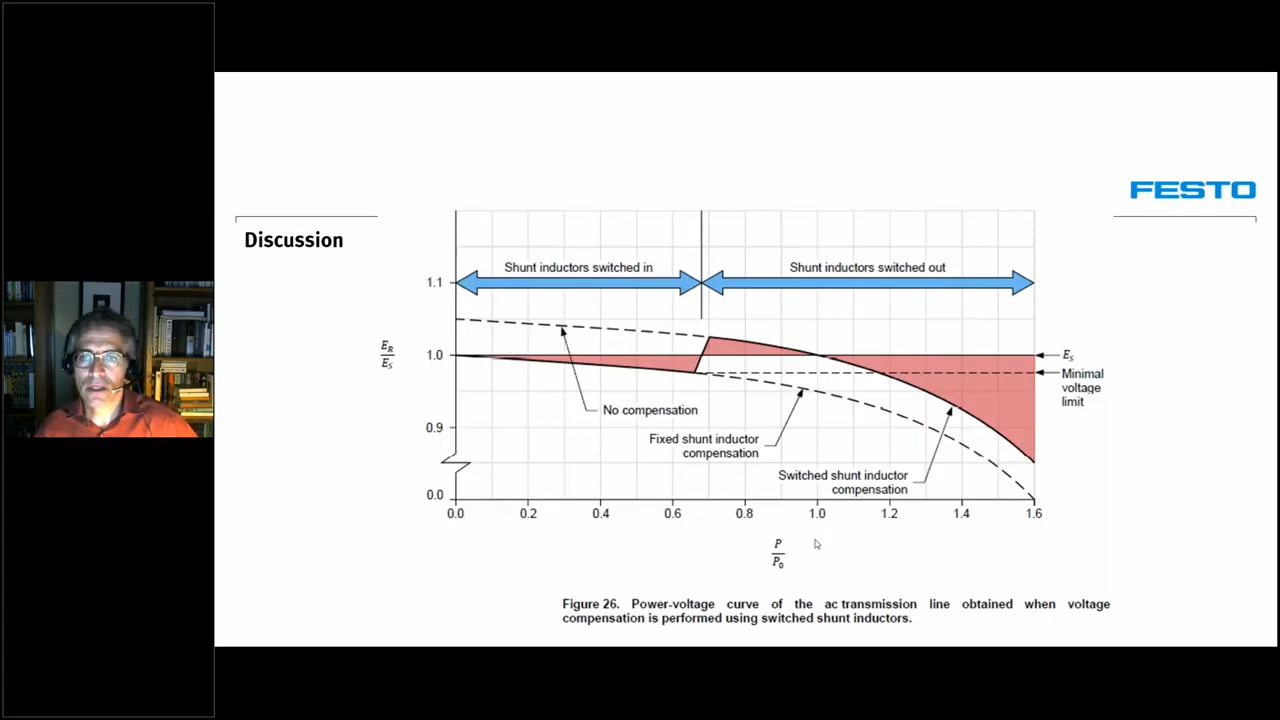 FESTO
Discussion
Shunt inductors switched in
Shunt inductors switched out
1.1
E_R
E_S
1.0
E_S
Minimal
voltage
limit
No compensation
0.9
Fixed shunt inductor
compensation
Switched shunt inductor
compensation
0.0
0.0 0.2 0.4 0.6 0.8 1.0 1.2 1.4 1.6
P
P_0
Figure 26. Power-voltage curve of the ac transmission line obtained when voltage
compensation is performed using switched shunt inductors.